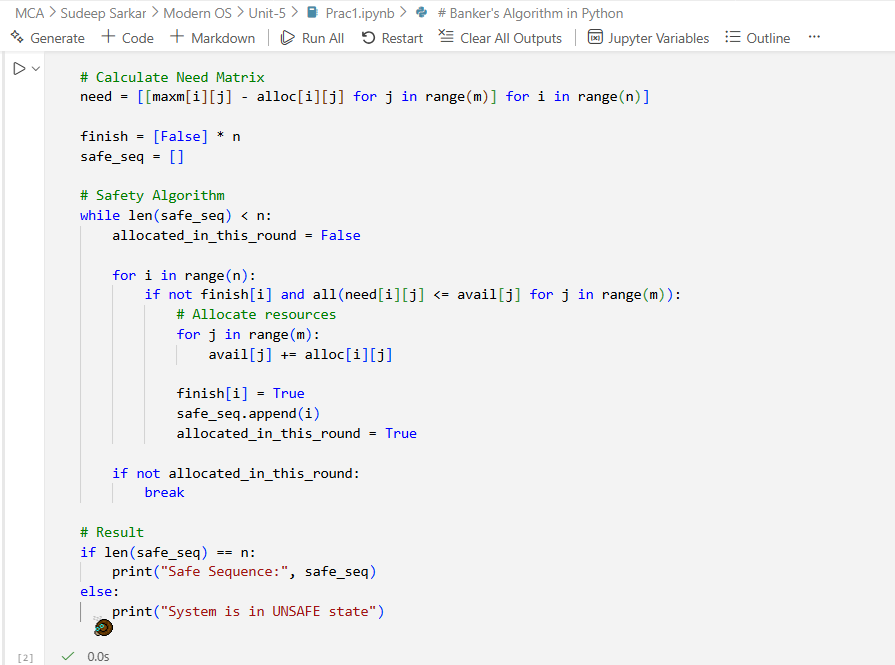 MCA > Sudeep Sarkar > Modern OS > Unit-5 > Prac1.ipynb > # Banker's Algorithm in Python
Generate + Code + Markdown | Run All Restart Clear All Outputs | Jupyter Variables Outline ...
# Calculate Need Matrix
need = [[maxm[i][j] - alloc[i][j] for j in range(m)] for i in range(n)]
finish = [False] * n
safe_seq = []
# Safety Algorithm
while len(safe_seq) < n:
    allocated_in_this_round = False
    for i in range(n):
        if not finish[i] and all(need[i][j] <= avail[j] for j in range(m)):
            # Allocate resources
            for j in range(m):
                avail[j] += alloc[i][j]
            finish[i] = True
            safe_seq.append(i)
            allocated_in_this_round = True
    if not allocated_in_this_round:
        break
# Result
if len(safe_seq) == n:
    print("Safe Sequence:", safe_seq)
else:
    print("System is in UNSAFE state")
[2] ✓ 0.0s